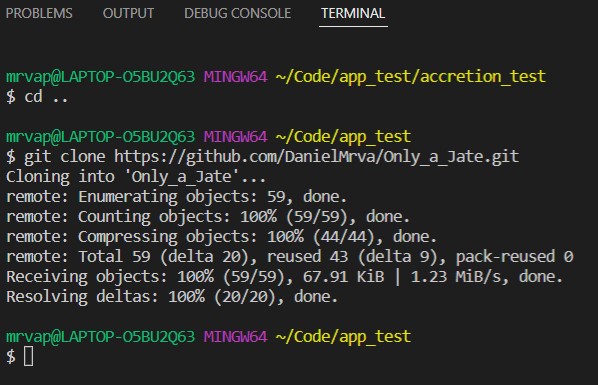 PROBLEMS OUTPUT DEBUG CONSOLE TERMINAL
mrvap@LAPTOP-O5BU2Q63 MINGW64 ~/Code/app_test/accretion_test
$ cd ..
mrvap@LAPTOP-O5BU2Q63 MINGW64 ~/Code/app_test
$ git clone https://github.com/DanielMrva/Only_a_Jate.git
Cloning into 'Only_a_Jate'...
remote: Enumerating objects: 59, done.
remote: Counting objects: 100% (59/59), done.
remote: Compressing objects: 100% (44/44), done.
remote: Total 59 (delta 20), reused 43 (delta 9), pack-reused 0
Receiving objects: 100% (59/59), 67.91 KiB | 1.23 MiB/s, done.
Resolving deltas: 100% (20/20), done.
mrvap@LAPTOP-O5BU2Q63 MINGW64 ~/Code/app_test
$